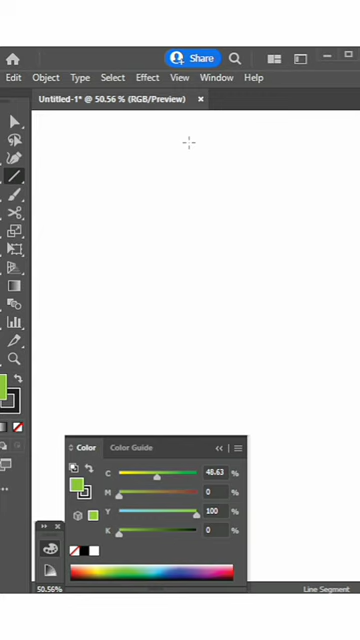 Share
Edit Object Type Select Effect View Window Help
Untitled-1* @ 50.56 % (RGB/Preview) ×
Color Color Guide
C 48.63 %
M 0 %
Y 100 %
K 0 %
50.56% Line Segment